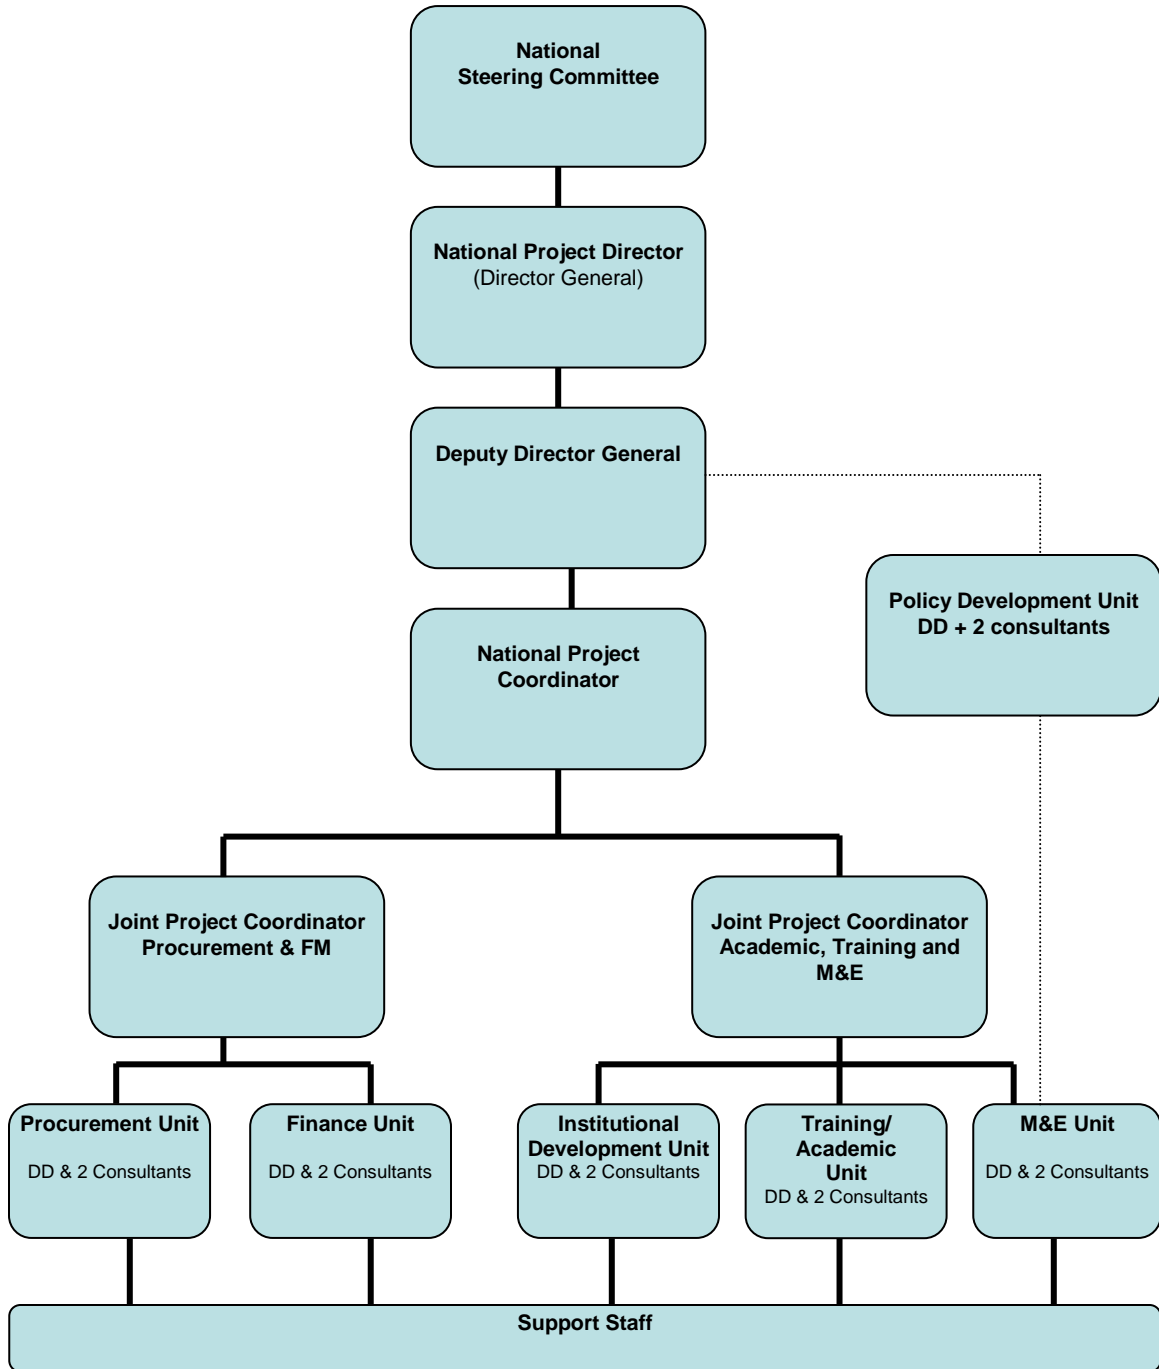 National
Steering Committee
National Project Director
(Director General)
Deputy Director General
Policy Development Unit
DD + 2 consultants
National Project
Coordinator
Joint Project Coordinator
Procurement & FM
Joint Project Coordinator
Academic, Training and
M&E
Procurement Unit
DD & 2 Consultants
Finance Unit
DD & 2 Consultants
Institutional
Development Unit
DD & 2 Consultants
Training/
Academic
Unit
DD & 2 Consultants
M&E Unit
DD & 2 Consultants
Support Staff